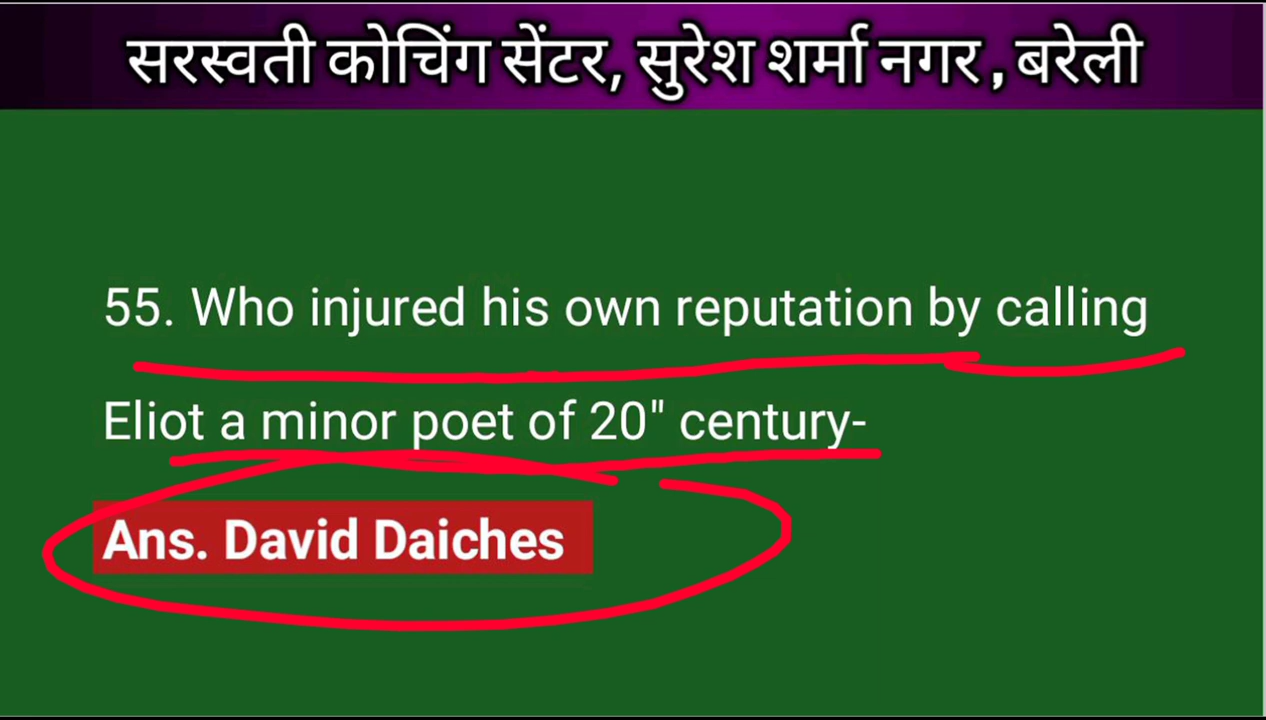 सरस्वती कोचिंग सेंटर, सुरेश शर्मा नगर , बरेली
55. Who injured his own reputation by calling
Eliot a minor poet of 20" century-
Ans. David Daiches